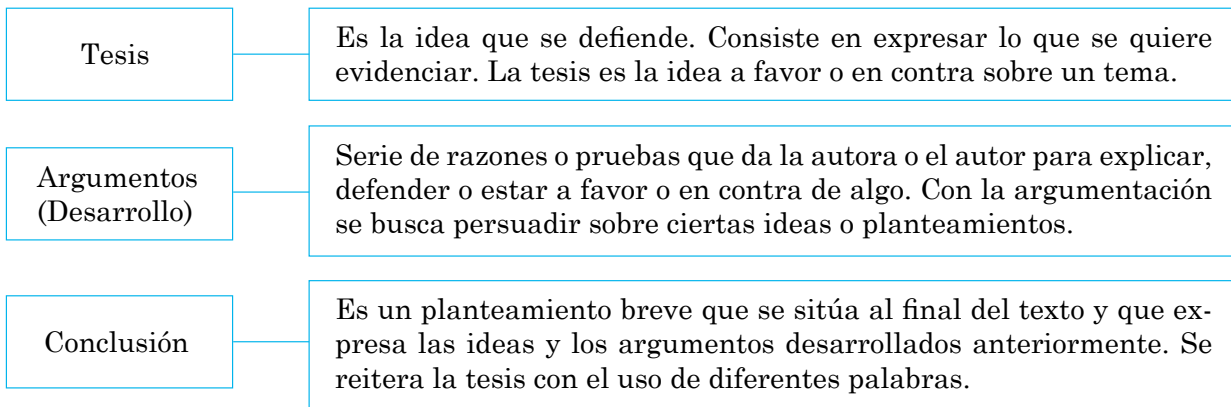 Tesis
Es la idea que se defiende. Consiste en expresar lo que se quiere
evidenciar. La tesis es la idea a favor o en contra sobre un tema.
Argumentos
(Desarrollo)
Serie de razones o pruebas que da la autora o el autor para explicar,
defender o estar a favor o en contra de algo. Con la argumentación
se busca persuadir sobre ciertas ideas o planteamientos.
Conclusión
Es un planteamiento breve que se sitúa al final del texto y que ex-
presa las ideas y los argumentos desarrollados anteriormente. Se
reitera la tesis con el uso de diferentes palabras.